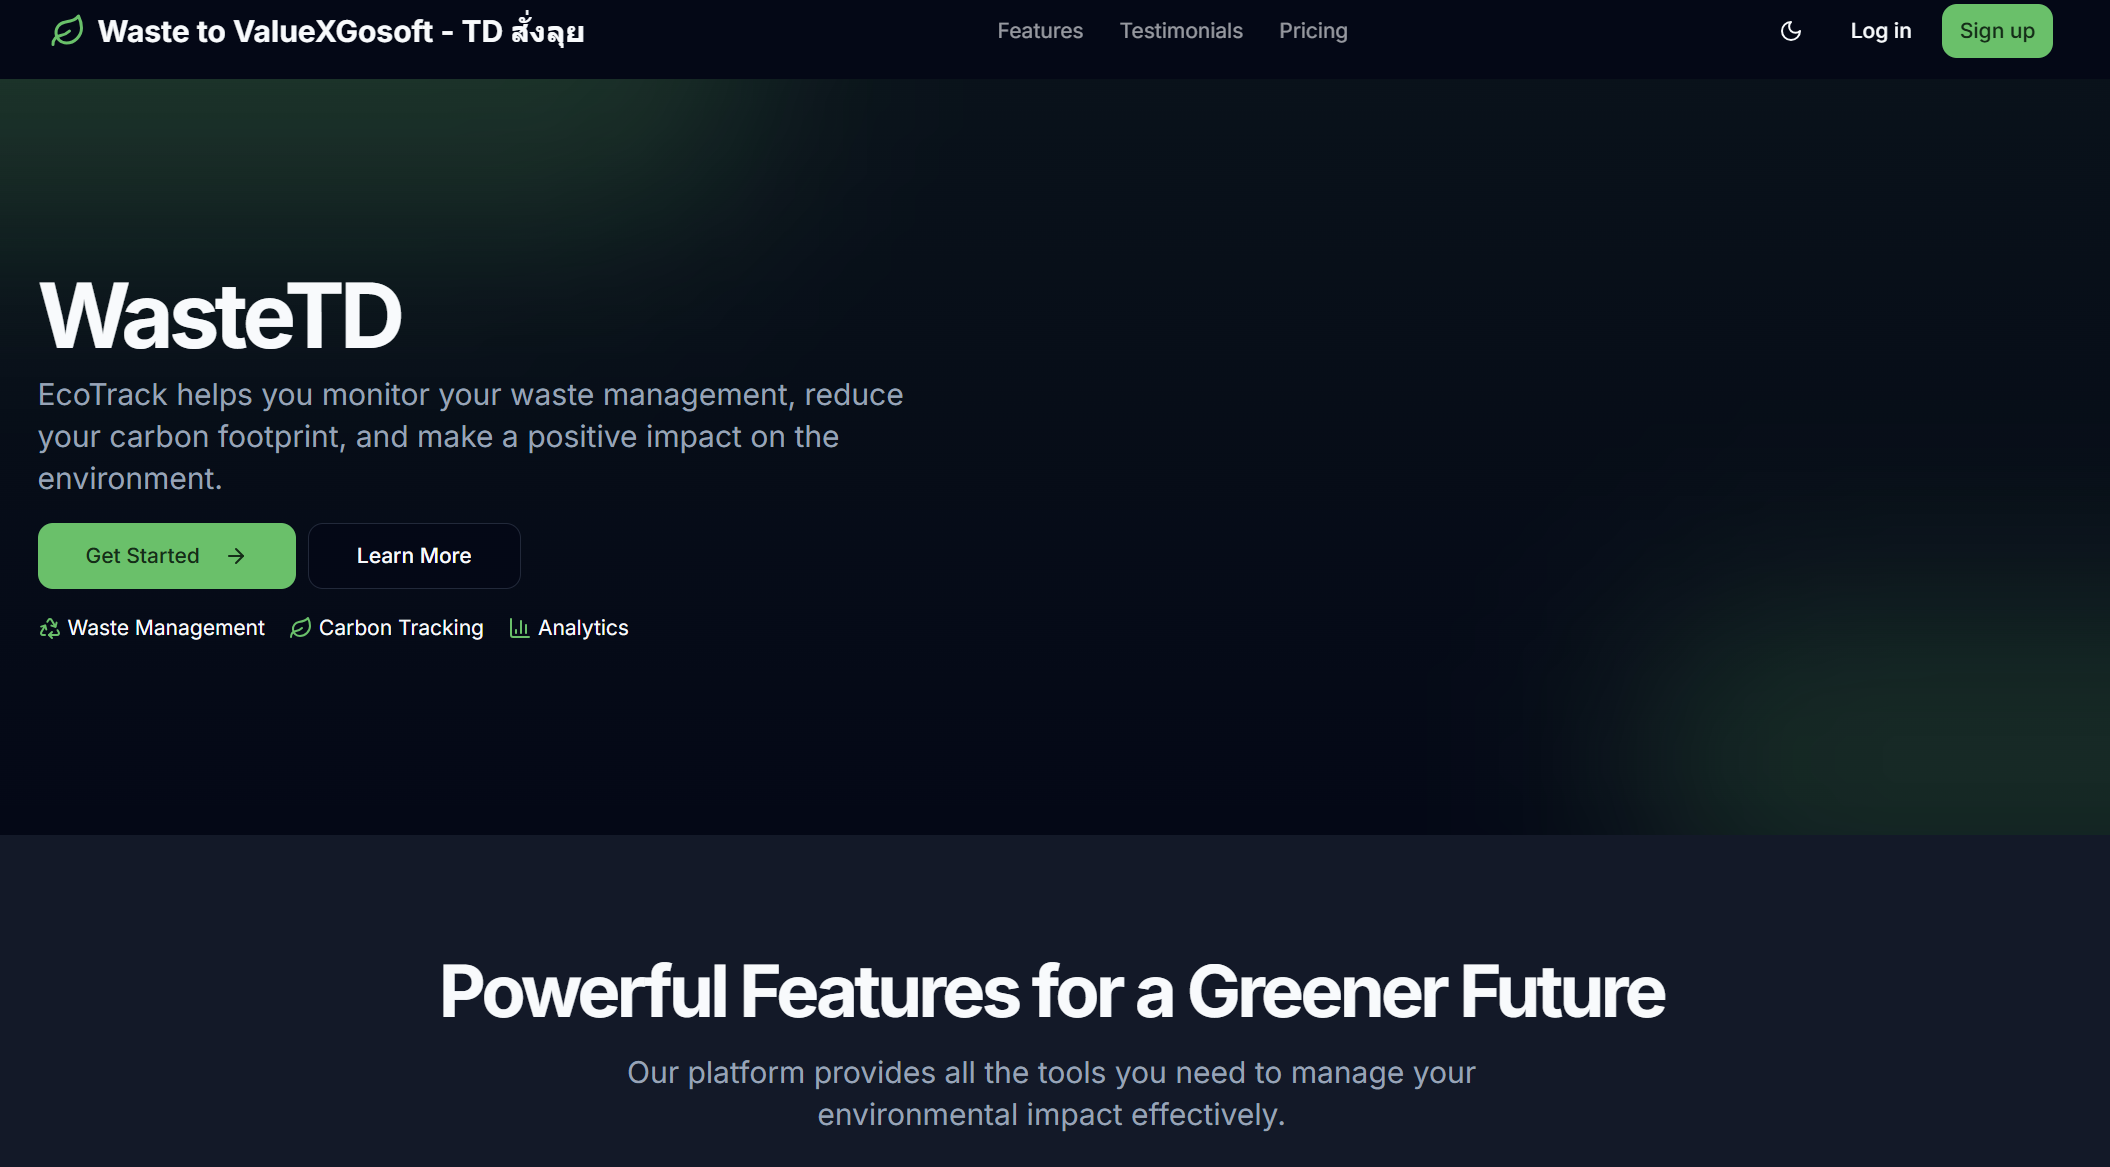 Waste to ValueXGosoft - TD สั่งลุย
Features Testimonials Pricing
Log in
Sign up
WasteTD
EcoTrack helps you monitor your waste management, reduce
your carbon footprint, and make a positive impact on the
environment.
Get Started
Learn More
Waste Management Carbon Tracking Analytics
Powerful Features for a Greener Future
Our platform provides all the tools you need to manage your
environmental impact effectively.